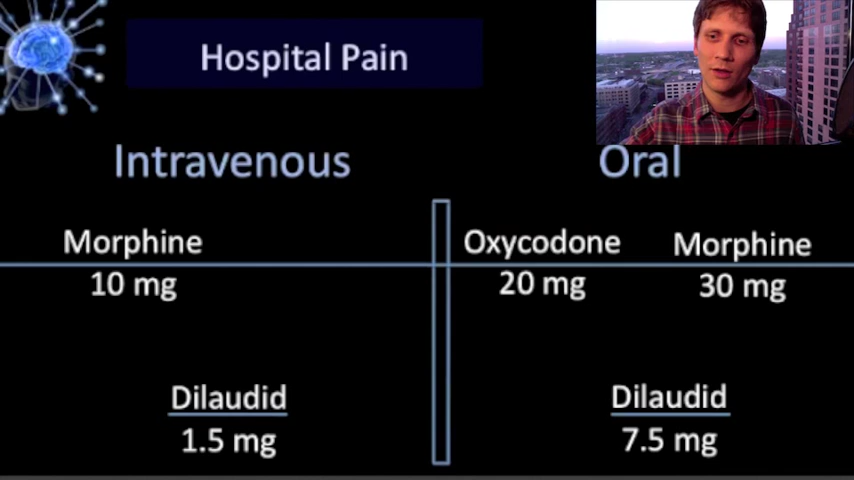 Hospital Pain
Intravenous
Oral
Morphine
10 mg
Oxycodone
20 mg
Morphine
30 mg
Dilaudid
1.5 mg
Dilaudid
7.5 mg